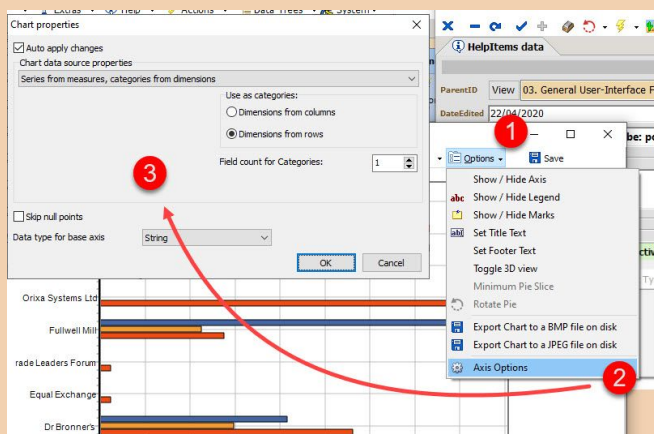 Extras
Help
Actions
Data Trees
System
Chart properties
Auto apply changes
Chart data source properties
Series from measures, categories from dimensions
Use as categories:
Dimensions from columns
Dimensions from rows
Field count for Categories: 1
3
Skip null points
Data type for base axis String
OK Cancel
HelpItems data
ParentID View 03. General User-Interface F
DateEdited 22/04/2020
1
be: po
Options Save
Show / Hide Axis
abc Show / Hide Legend
Show / Hide Marks
abl Set Title Text
Set Footer Text
Toggle 3D view
Minimum Pie Slice
Rotate Pie
Export Chart to a BMP file on disk
Export Chart to a JPEG file on disk
Axis Options
2
ctiv
Ty
Orixa Systems Ltd
Fullwell Mill
rade Leaders Forum
Equal Exchange
Dr Bronner's